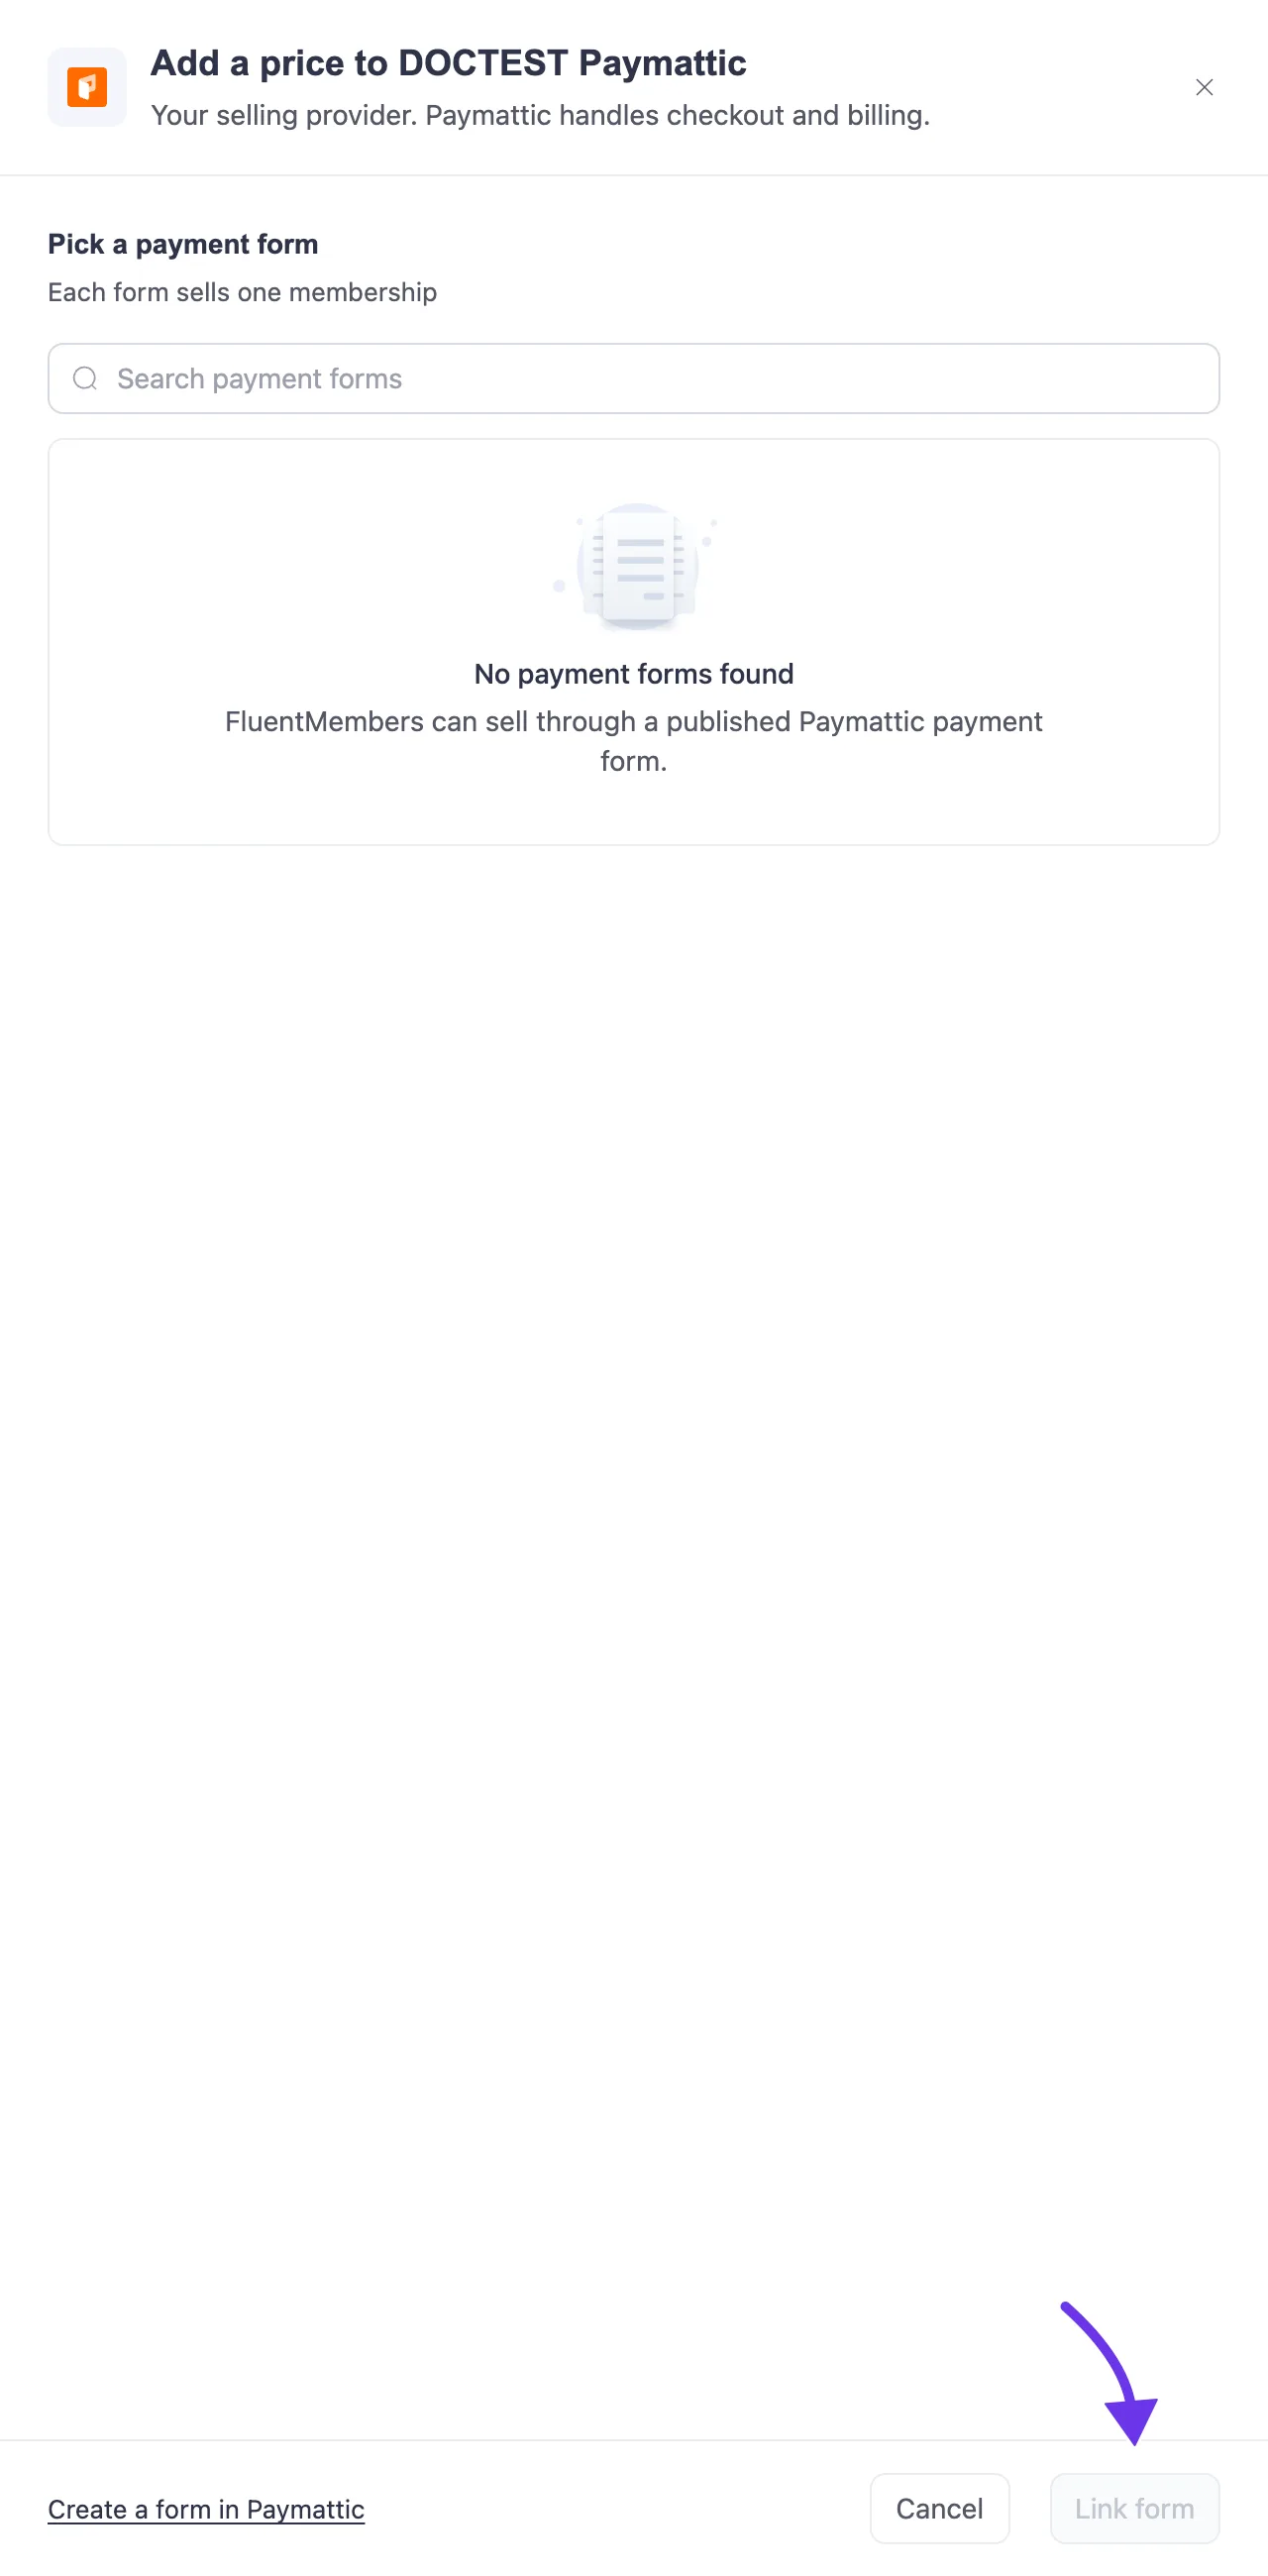 Add a price to DOCTEST Paymattic
Your selling provider. Paymattic handles checkout and billing.
Pick a payment form
Each form sells one membership
Search payment forms
No payment forms found
FluentMembers can sell through a published Paymattic payment
form.
Create a form in Paymattic
Cancel
Link form